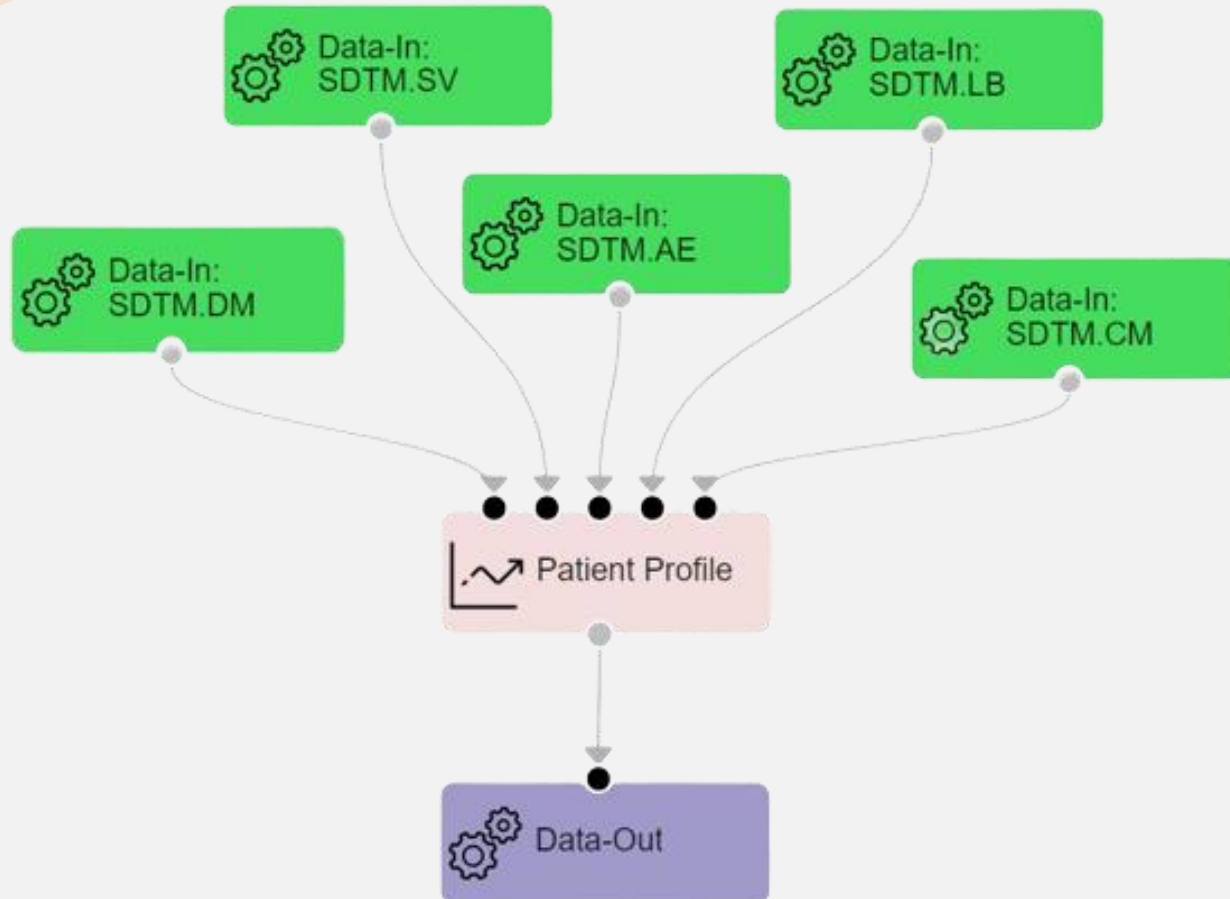 Data-In:
SDTM.SV
Data-In:
SDTM.LB
Data-In:
SDTM.AE
Data-In:
SDTM.DM
Data-In:
SDTM.CM
Patient Profile
Data-Out